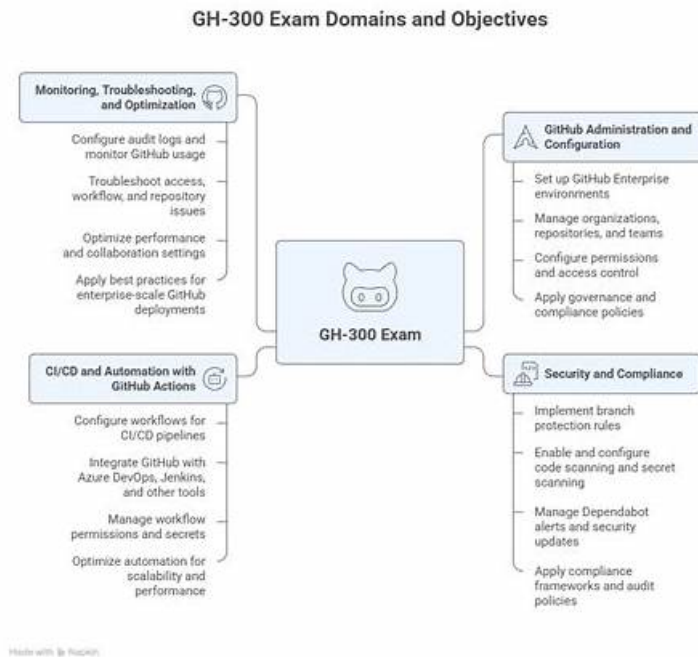 GH-300 Exam Domains and Objectives
Monitoring, Troubleshooting,
and Optimization
Configure audit logs and
monitor GitHub usage
Troubleshoot access,
workflow, and repository
issues
Optimize performance
and collaboration settings
Apply best practices for
enterprise-scale GitHub
deployments
GitHub Administration and
Configuration
Set up GitHub Enterprise
environments
Manage organizations,
repositories, and teams
Configure permissions
and access control
Apply governance and
compliance policies
GH-300 Exam
CI/CD and Automation with
GitHub Actions
Configure workflows for
CI/CD pipelines
Integrate GitHub with
Azure DevOps, Jenkins,
and other tools
Manage workflow
permissions and secrets
Optimize automation for
scalability and
performance
Security and Compliance
Implement branch
protection rules
Enable and configure
code scanning and secret
scanning
Manage Dependabot
alerts and security
updates
Apply compliance
frameworks and audit
policies
Made with Napkin